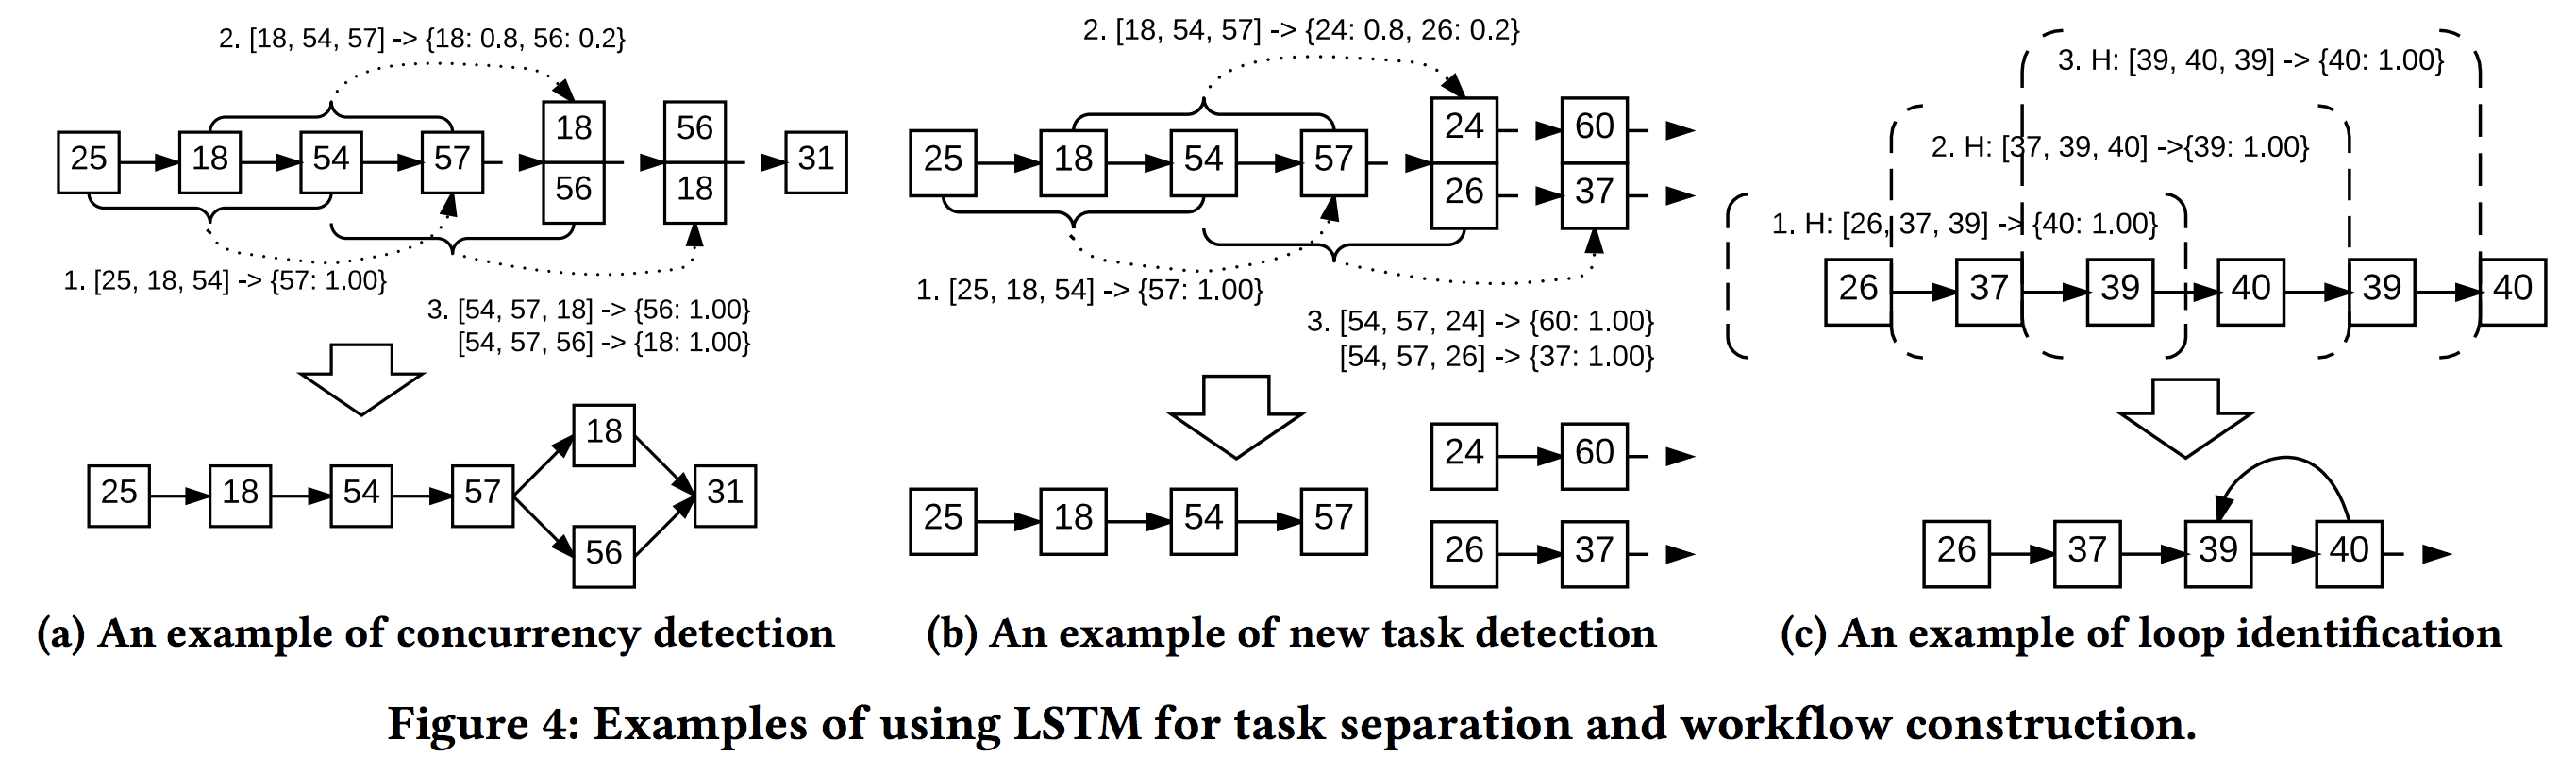 2. [18, 54, 57] -> {18: 0.8, 56: 0.2}
25
18
54
57
18
56
56
18
31
1. [25, 18, 54] -> {57: 1.00}
3. [54, 57, 18] -> {56: 1.00}
[54, 57, 56] -> {18: 1.00}
25
18
54
57
18
56
31
(a) An example of concurrency detection
2. [18, 54, 57] -> {24: 0.8, 26: 0.2}
25
18
54
57
24
60
26
37
1. [25, 18, 54] -> {57: 1.00}
3. [54, 57, 24] -> {60: 1.00}
[54, 57, 26] -> {37: 1.00}
25
18
54
57
24
60
26
37
(b) An example of new task detection
3. H: [39, 40, 39] -> {40: 1.00}
2. H: [37, 39, 40] ->{39: 1.00}
1. H: [26, 37, 39] -> {40: 1.00}
26
37
39
40
39
40
26
37
39
40
(c) An example of loop identification
Figure 4: Examples of using LSTM for task separation and workflow construction.